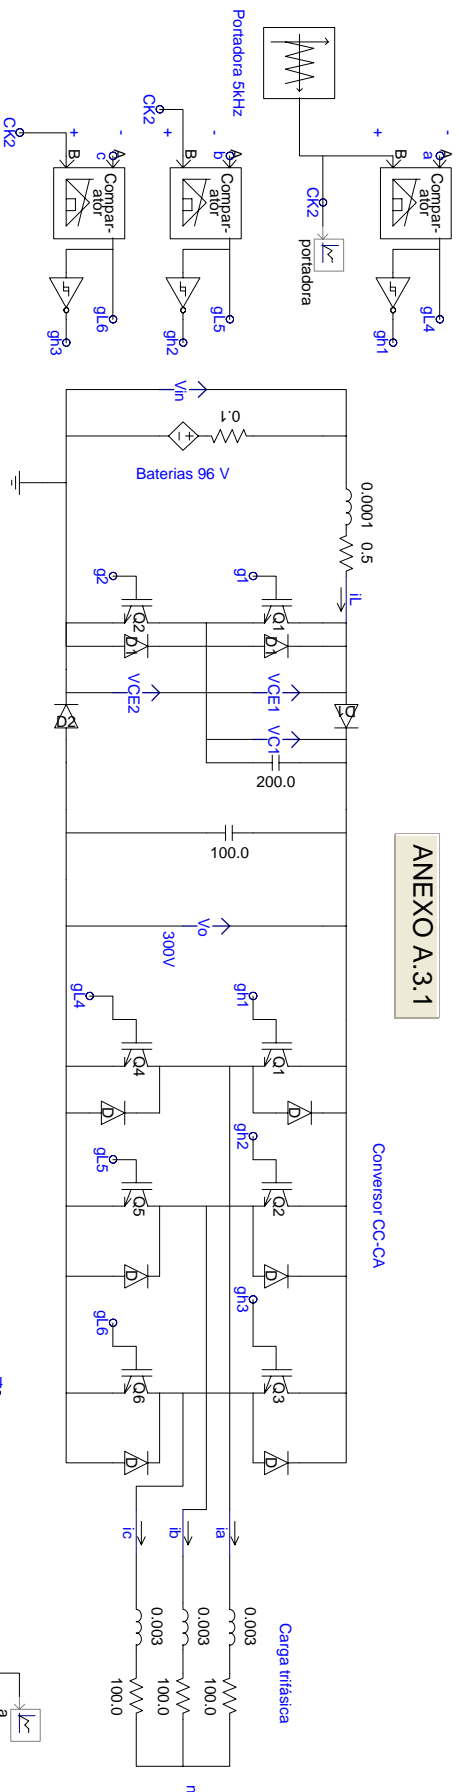 ANEXO A.3.1
Portadora 5kHz
CK2
portadora
a
A
B
-
+
Compar-
ator
gL4
gh1
b
A
B
-
+
CK2
Compar-
ator
gL5
gh2
c
A
B
-
+
CK2
Compar-
ator
gL6
gh3
Vin
0.1
+
-
Baterias 96 V
0.0001
0.5
iL
g1
Q1
D1
g2
Q2
D1
VCE1
VCE2
D1
D2
VC1
200.0
100.0
Vo
300V
Conversor CC-CA
gh1
Q1
D
gh2
Q2
D
gh3
Q3
D
gL4
Q4
D
gL5
Q5
D
gL6
Q6
D
Carga trifásica
ia
0.003
100.0
ib
0.003
100.0
ic
0.003
100.0
n
a